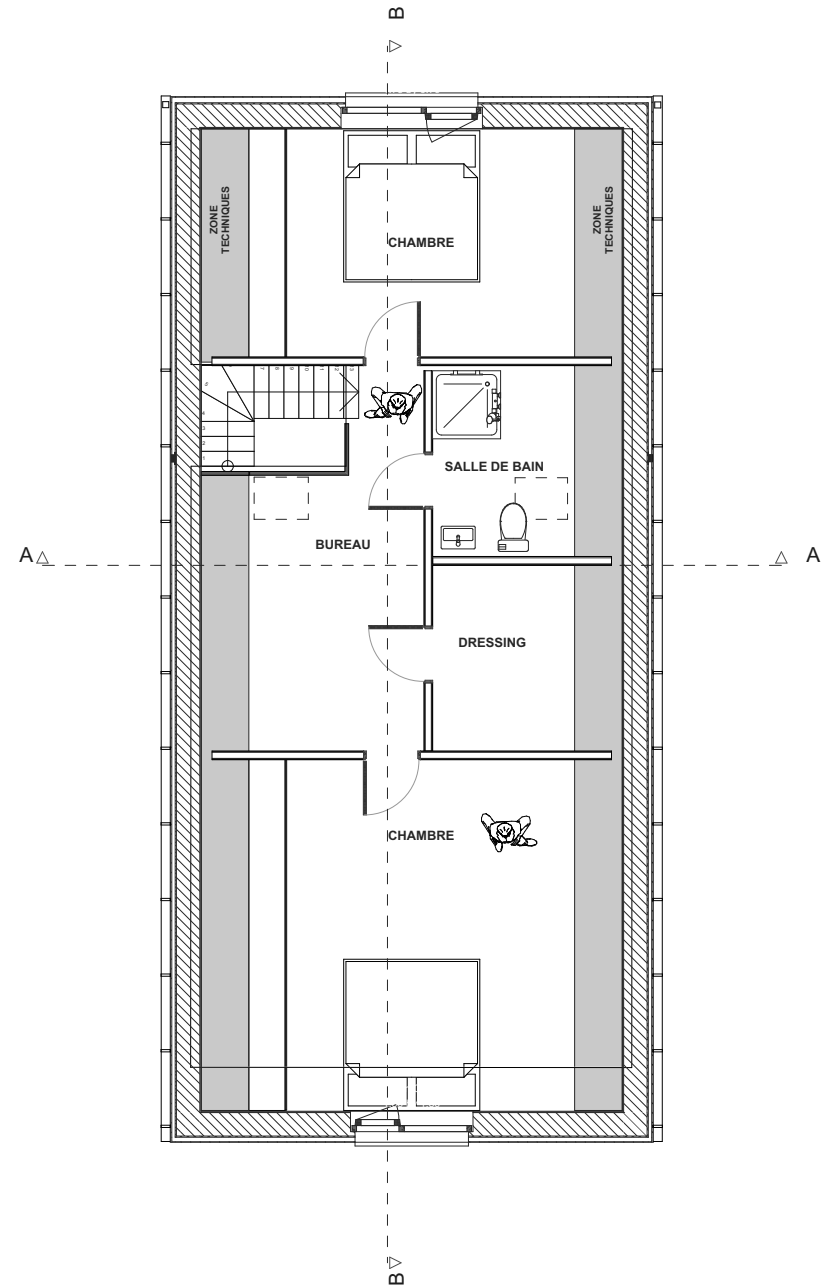 B
ZONE
TECHNIQUES
ZONE
TECHNIQUES
CHAMBRE
SALLE DE BAIN
BUREAU
A
A
DRESSING
CHAMBRE
B